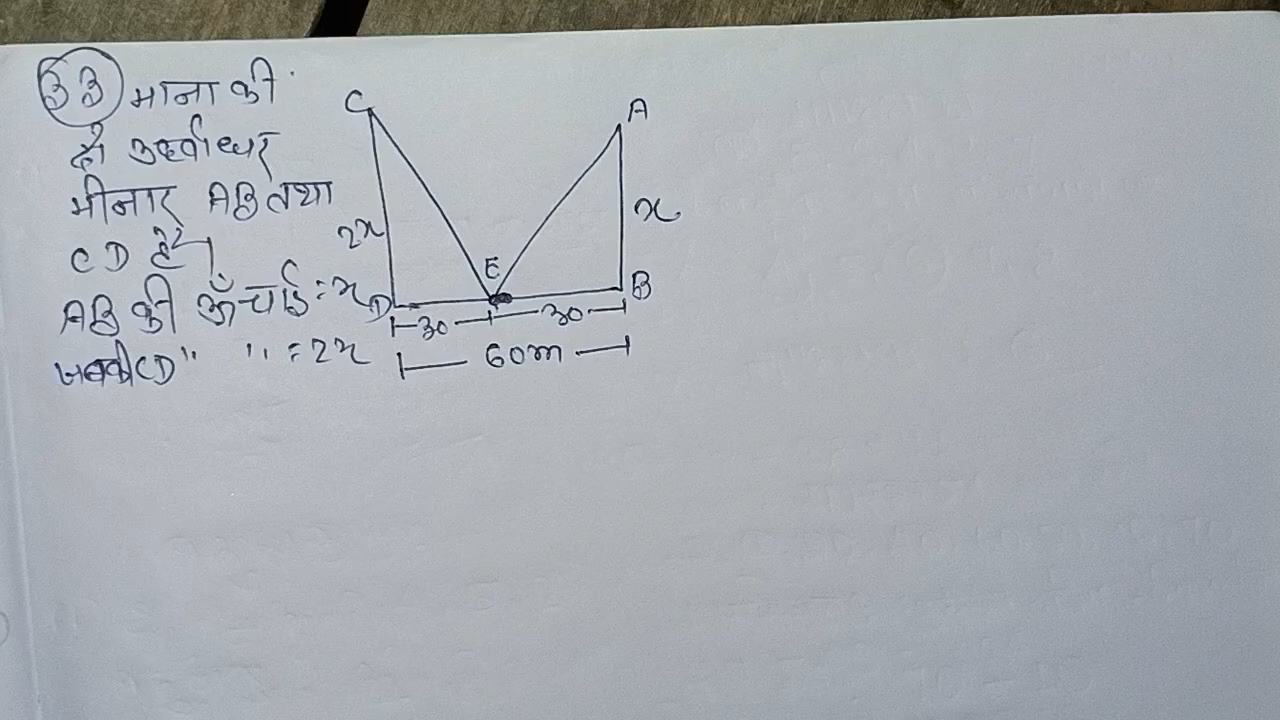 33 माना की
दो उर्ध्वाधर
मीनार AB तथा
CD है।
AB की ऊँचाई = x
जबकी CD " " = 2x
C
A
2x
x
E
D
B
30
30
60m